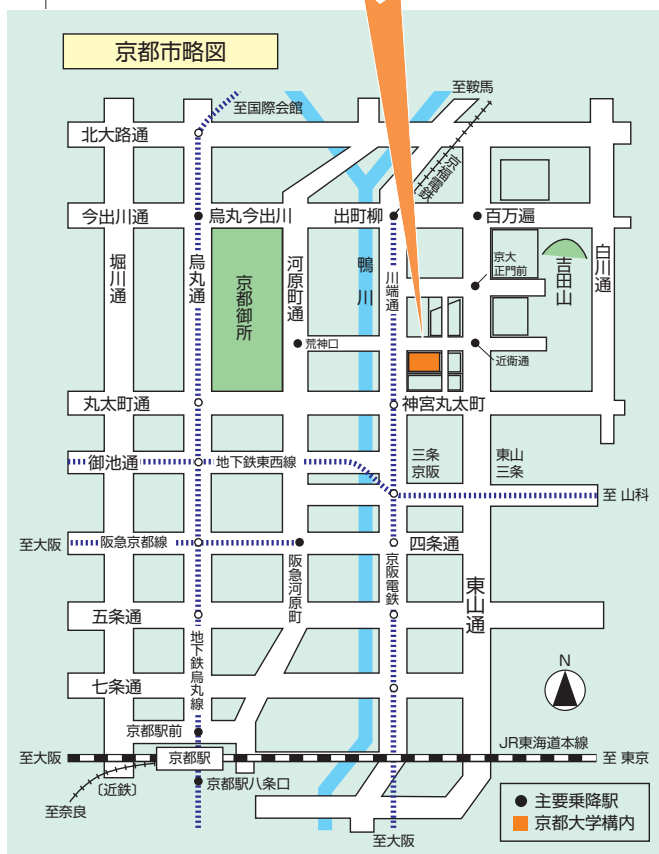 京都市略図
至鞍馬
至国際会館
北大路通
京福電鉄
今出川通
烏丸今出川
出町柳
百万遍
堀川通
烏丸通
京都御所
河原町通
鴨川
川端通
京大
正門前
吉田山
白川通
荒神口
近衛通
丸太町通
神宮丸太町
御池通
地下鉄東西線
三条
京阪
東山
三条
至 山科
至大阪
阪急京都線
四条通
阪急河原町
京阪電鉄
東山通
五条通
地下鉄烏丸線
七条通
N
京都駅前
JR東海道本線
至大阪
京都駅
至 東京
〔近鉄〕
京都駅八条口
至奈良
主要乗降駅
京都大学構内
至大阪